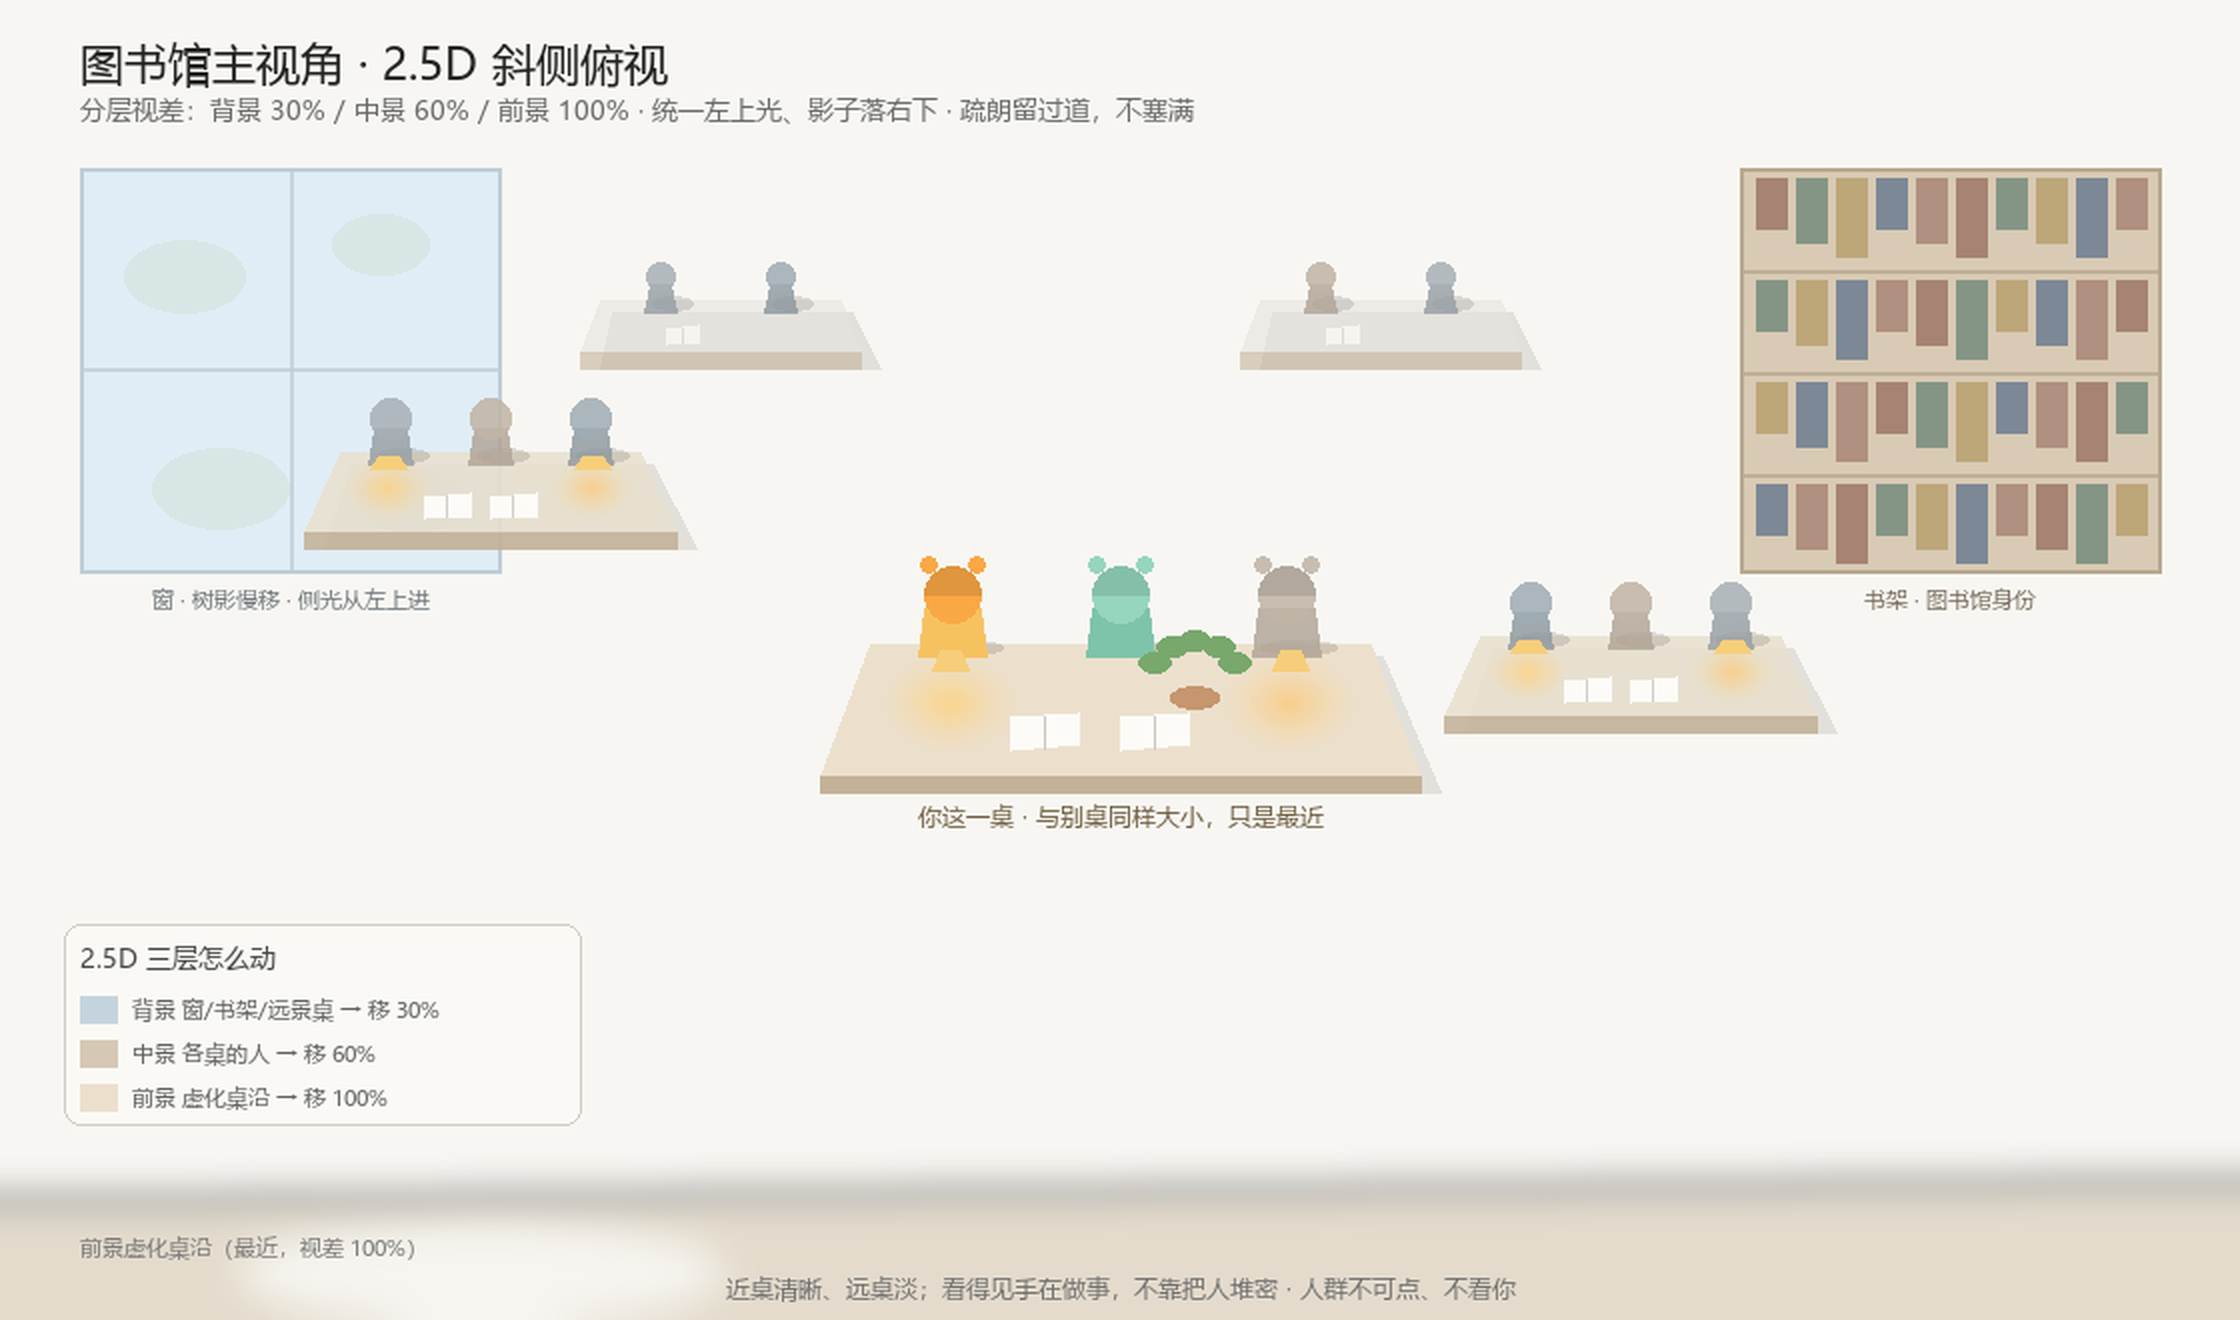 图书馆主视角 · 2.5D 斜侧俯视
分层视差：背景 30% / 中景 60% / 前景 100% · 统一左上光、影子落右下 · 疏朗留过道，不塞满
窗 · 树影慢移 · 侧光从左上进
书架 · 图书馆身份
你这一桌 · 与别桌同样大小，只是最近
2.5D 三层怎么动
背景 窗/书架/远景桌 → 移 30%
中景 各桌的人 → 移 60%
前景 虚化桌沿 → 移 100%
前景虚化桌沿（最近，视差 100%）
近桌清晰、远桌淡；看得见手在做事，不靠把人堆密 · 人群不可点、不看你